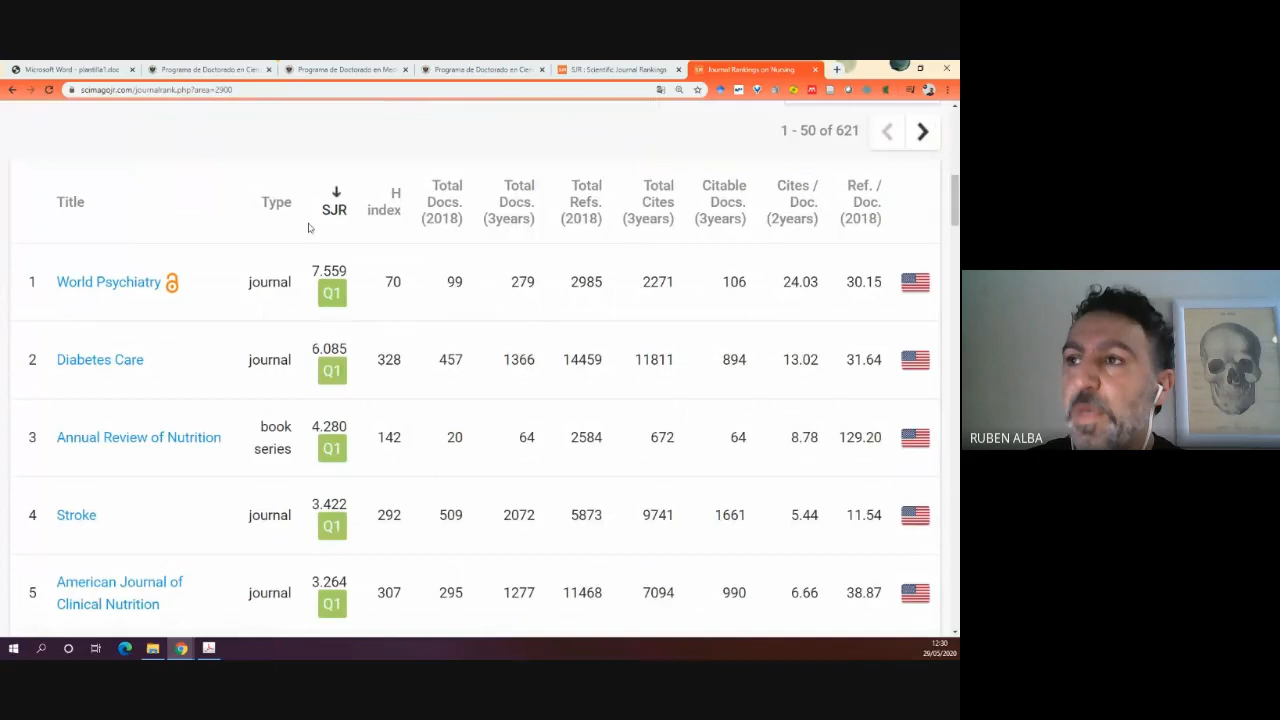 Microsoft Word - plantilla1.doc
Programa de Doctorado en Cien
Programa de Doctorado en Med
Programa de Doctorado en Cien
SJR : Scientific Journal Rankings
Journal Rankings on Nursing
scimagojr.com/journalrank.php?area=2900
1 - 50 of 621
Title Type SJR H index Total Docs. (2018) Total Docs. (3years) Total Refs. (2018) Total Cites (3years) Citable Docs. (3years) Cites / Doc. (2years) Ref. / Doc. (2018)
1 World Psychiatry journal 7.559 Q1 70 99 279 2985 2271 106 24.03 30.15
2 Diabetes Care journal 6.085 Q1 328 457 1366 14459 11811 894 13.02 31.64
3 Annual Review of Nutrition book series 4.280 Q1 142 20 64 2584 672 64 8.78 129.20
4 Stroke journal 3.422 Q1 292 509 2072 5873 9741 1661 5.44 11.54
5 American Journal of Clinical Nutrition journal 3.264 Q1 307 295 1277 11468 7094 990 6.66 38.87
12:30
29/05/2020
RUBEN ALBA